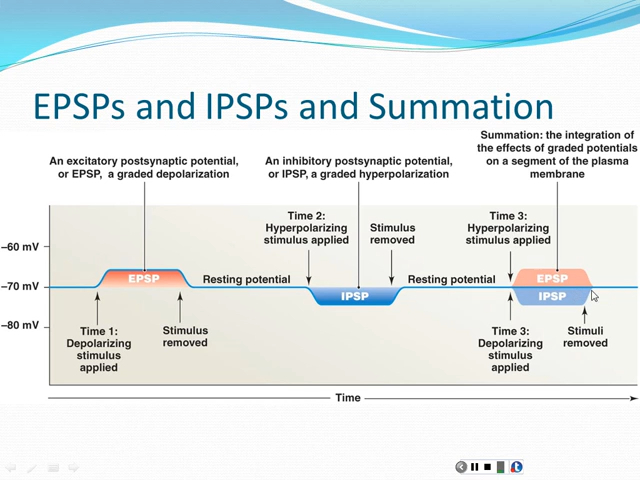 EPSPs and IPSPs and Summation
An excitatory postsynaptic potential,
or EPSP, a graded depolarization
An inhibitory postsynaptic potential,
or IPSP, a graded hyperpolarization
Summation: the integration of
the effects of graded potentials
on a segment of the plasma
membrane
Time 2:
Hyperpolarizing
stimulus applied
Stimulus
removed
Time 3:
Hyperpolarizing
stimulus applied
–60 mV
–70 mV
–80 mV
EPSP
Resting potential
IPSP
Resting potential
EPSP
IPSP
Time 1:
Depolarizing
stimulus
applied
Stimulus
removed
Time 3:
Depolarizing
stimulus
applied
Stimuli
removed
Time